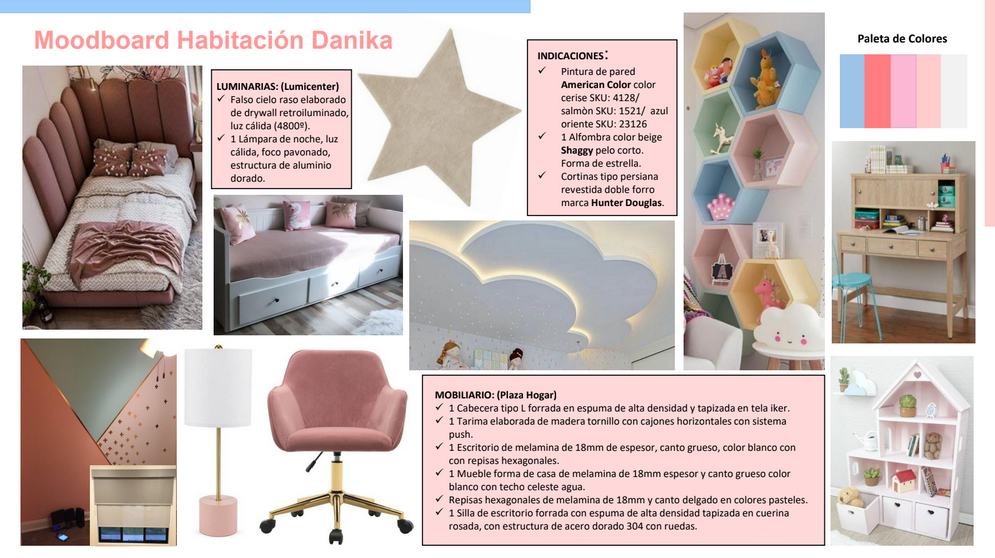 Moodboard Habitación Danika
LUMINARIAS: (Lumicenter)
✓ Falso cielo raso elaborado
de drywall retroiluminado,
luz cálida (4800º).
✓ 1 Lámpara de noche, luz
cálida, foco pavonado,
estructura de aluminio
dorado.
INDICACIONES:
✓ Pintura de pared
American Color color
cerise SKU: 4128/
salmòn SKU: 1521/ azul
oriente SKU: 23126
✓ 1 Alfombra color beige
Shaggy pelo corto.
Forma de estrella.
✓ Cortinas tipo persiana
revestida doble forro
marca Hunter Douglas.
Paleta de Colores
MOBILIARIO: (Plaza Hogar)
✓ 1 Cabecera tipo L forrada en espuma de alta densidad y tapizada en tela iker.
✓ 1 Tarima elaborada de madera tornillo con cajones horizontales con sistema
push.
✓ 1 Escritorio de melamina de 18mm de espesor, canto grueso, color blanco con
con repisas hexagonales.
✓ 1 Mueble forma de casa de melamina de 18mm espesor y canto grueso color
blanco con techo celeste agua.
✓ Repisas hexagonales de melamina de 18mm y canto delgado en colores pasteles.
✓ 1 Silla de escritorio forrada con espuma de alta densidad tapizada en cuerina
rosada, con estructura de acero dorado 304 con ruedas.